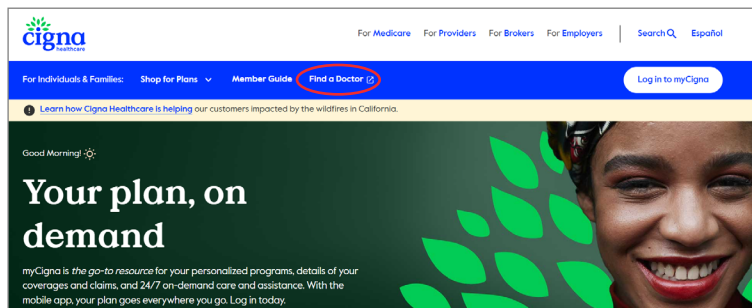 cigna
healthcare
For Medicare For Providers For Brokers For Employers Search Español
For Individuals & Families: Shop for Plans Member Guide Find a Doctor Log in to myCigna
Learn how Cigna Healthcare is helping our customers impacted by the wildfires in California.
Good Morning!
Your plan, on
demand
myCigna is the go-to resource for your personalized programs, details of your
coverages and claims, and 24/7 on-demand care and assistance. With the
mobile app, your plan goes everywhere you go. Log in today.